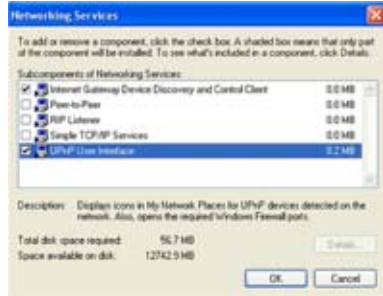 Networking Services
To add or remove a component, click the check box. A shaded box means that only part
of the component will be installed. To see what's included in a component, click Details.
Subcomponents of Networking Services:
Internet Gateway Device Discovery and Control Client 0.0 MB
Peer-to-Peer 0.0 MB
RIP Listener 0.0 MB
Simple TCP/IP Services 0.0 MB
UPnP User Interface 0.2 MB
Description: Displays icons in My Network Places for UPnP devices detected on the
network. Also, opens the required Windows Firewall ports.
Total disk space required: 56.7 MB
Space available on disk: 12742.9 MB
Details...
OK
Cancel